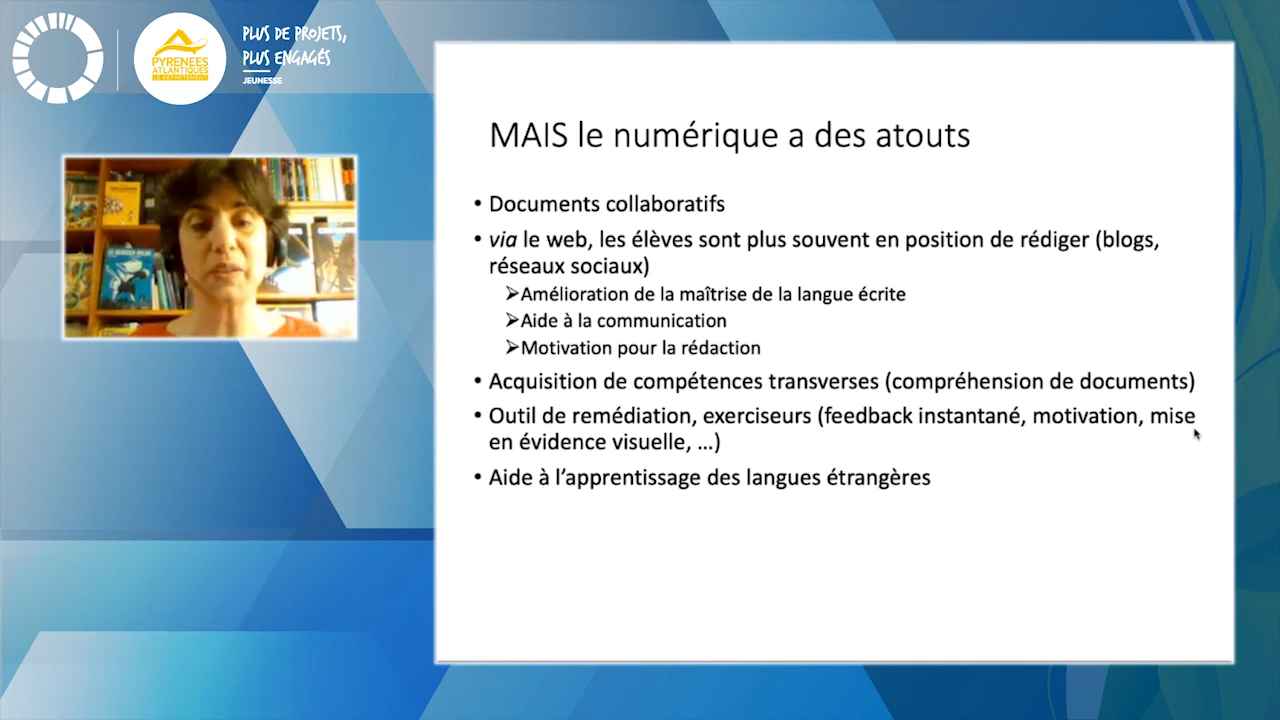 PLUS DE PROJETS,
PLUS ENGAGÉS
JEUNESSE
PYRENEES
ATLANTIQUES
LE DEPARTEMENT
MAIS le numérique a des atouts
• Documents collaboratifs
• via le web, les élèves sont plus souvent en position de rédiger (blogs,
réseaux sociaux)
➢Amélioration de la maîtrise de la langue écrite
➢Aide à la communication
➢Motivation pour la rédaction
• Acquisition de compétences transverses (compréhension de documents)
• Outil de remédiation, exerciseurs (feedback instantané, motivation, mise
en évidence visuelle, …)
• Aide à l’apprentissage des langues étrangères